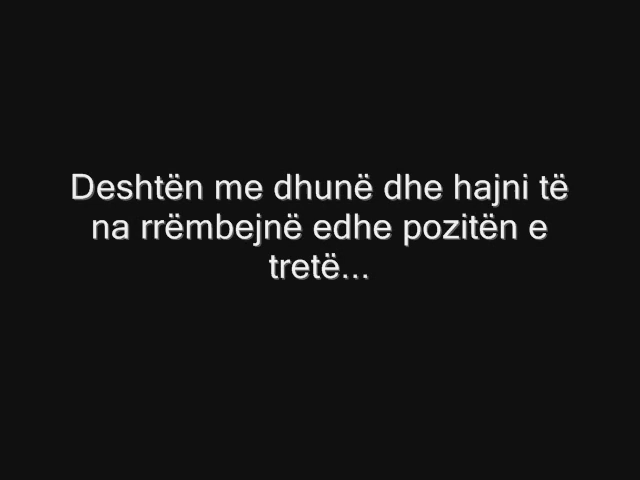 Deshtën me dhunë dhe hajni të
na rrëmbejnë edhe pozitën e
tretë...